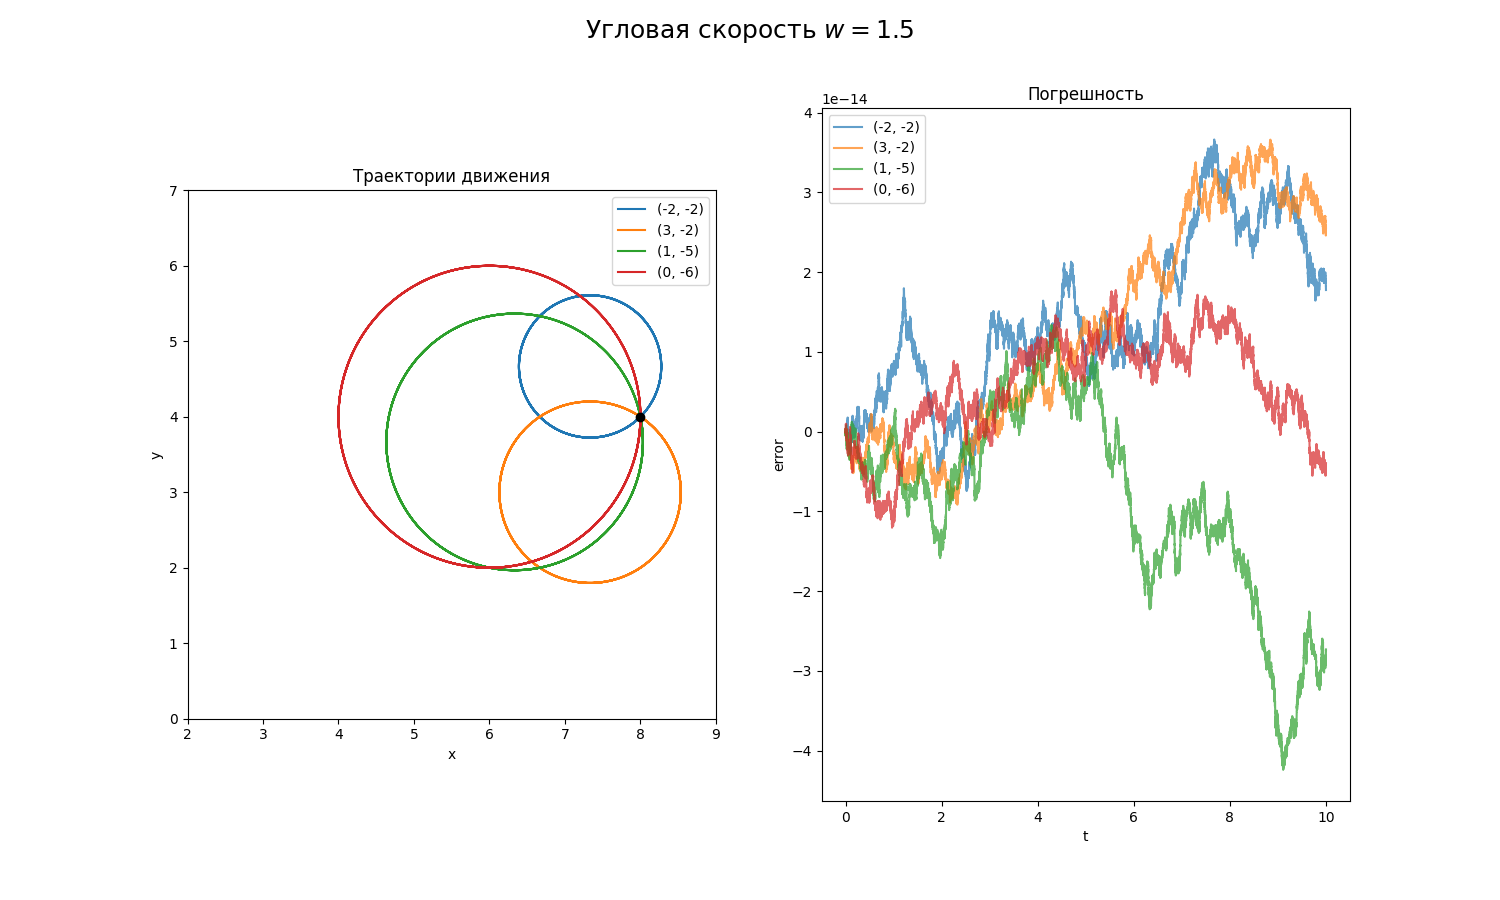 Угловая скорость w = 1.5
Траектории движения
7
6
5
4
3
2
1
0
y
2 3 4 5 6 7 8 9
x
(-2, -2)
(3, -2)
(1, -5)
(0, -6)
Погрешность
1e−14
4
3
2
1
0
−1
−2
−3
−4
error
0 2 4 6 8 10
t
(-2, -2)
(3, -2)
(1, -5)
(0, -6)